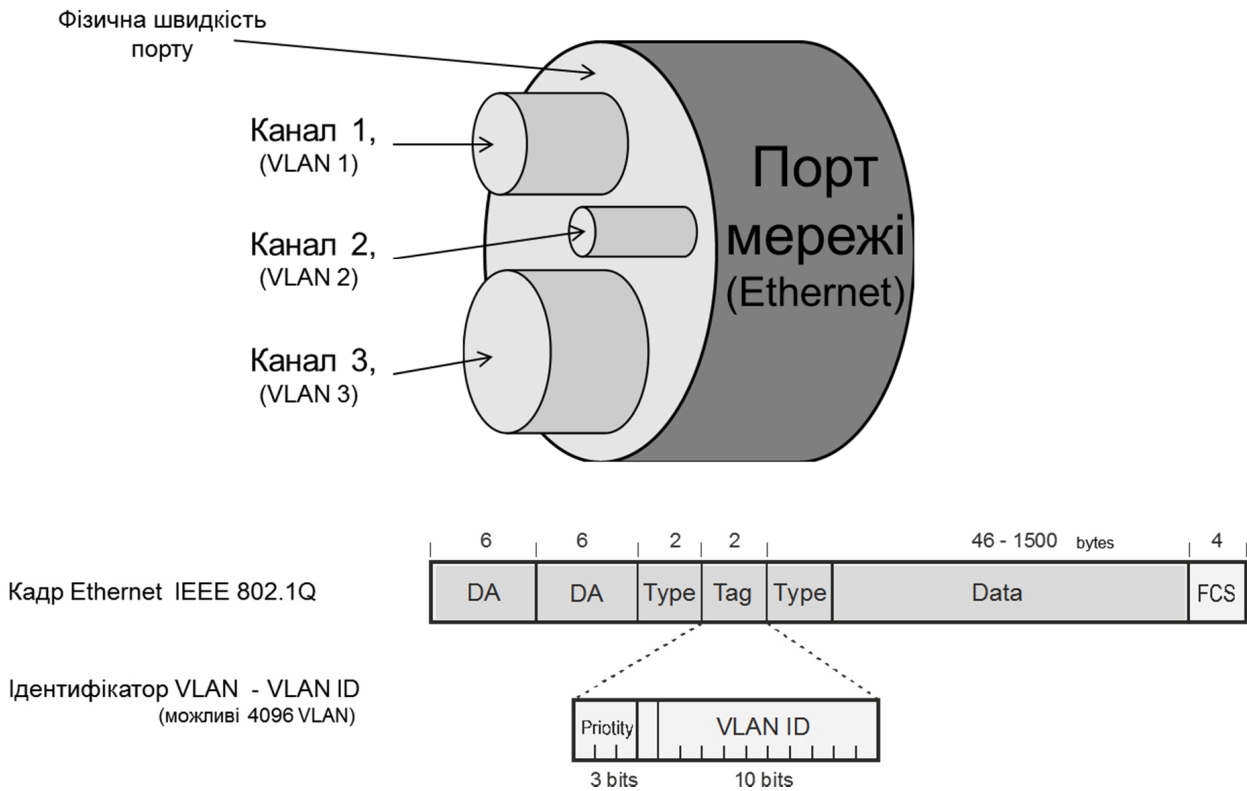 Фізична швидкість
порту
Канал 1,
(VLAN 1)
Канал 2,
(VLAN 2)
Канал 3,
(VLAN 3)
Порт
мережі
(Ethernet)
6 6 2 2 46 - 1500 bytes 4
Кадр Ethernet IEEE 802.1Q DA DA Type Tag Type Data FCS
Ідентифікатор VLAN - VLAN ID
(можливі 4096 VLAN)
Priotity VLAN ID
3 bits 10 bits